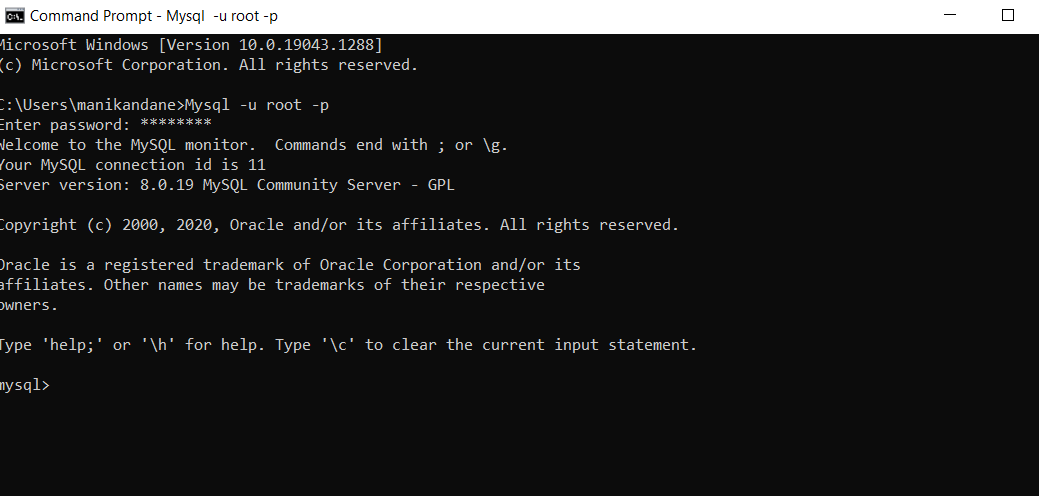 Command Prompt - Mysql -u root -p
Microsoft Windows [Version 10.0.19043.1288]
(c) Microsoft Corporation. All rights reserved.
C:\Users\manikandane>Mysql -u root -p
Enter password: ********
Welcome to the MySQL monitor.  Commands end with ; or \g.
Your MySQL connection id is 11
Server version: 8.0.19 MySQL Community Server - GPL
Copyright (c) 2000, 2020, Oracle and/or its affiliates. All rights reserved.
Oracle is a registered trademark of Oracle Corporation and/or its
affiliates. Other names may be trademarks of their respective
owners.
Type 'help;' or '\h' for help. Type '\c' to clear the current input statement.
mysql>